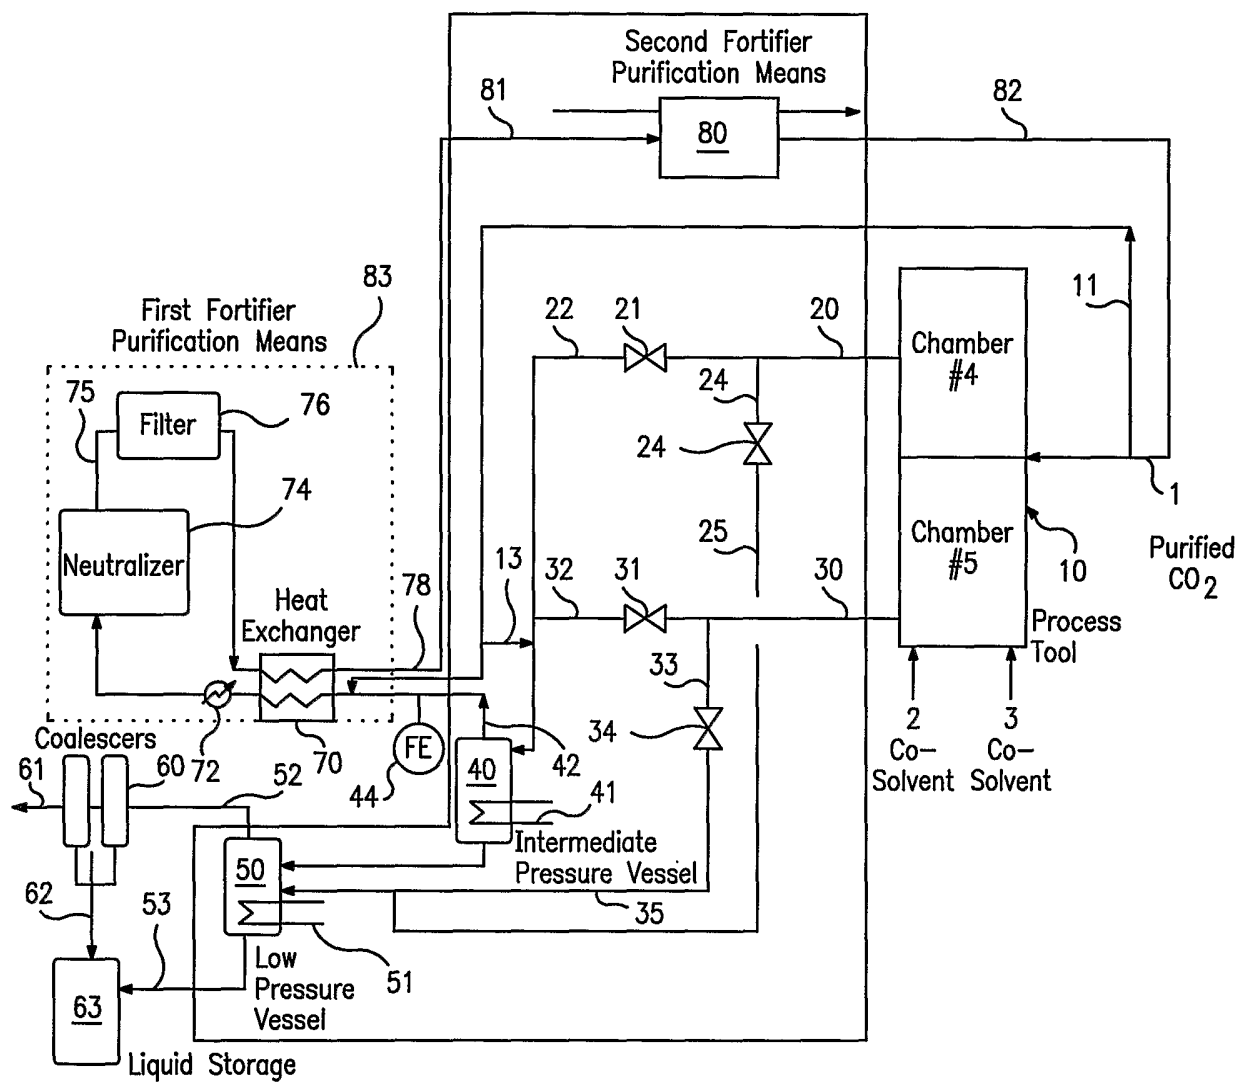 Second Fortifier
Purification Means
81
82
80
83
First Fortifier
Purification Means
22
21
20
11
Chamber
#4
75
76
Filter
24
24
74
1
Neutralizer
Chamber
#5
25
Purified
CO2
10
13
32
31
30
Heat
Exchanger
78
Process
Tool
33
2
3
Co-
Solvent
Co-
Solvent
34
Coalescers
61
60
72
70
52
FE
44
42
40
41
Intermediate
Pressure Vessel
50
62
53
35
51
Low
Pressure
Vessel
63
Liquid Storage